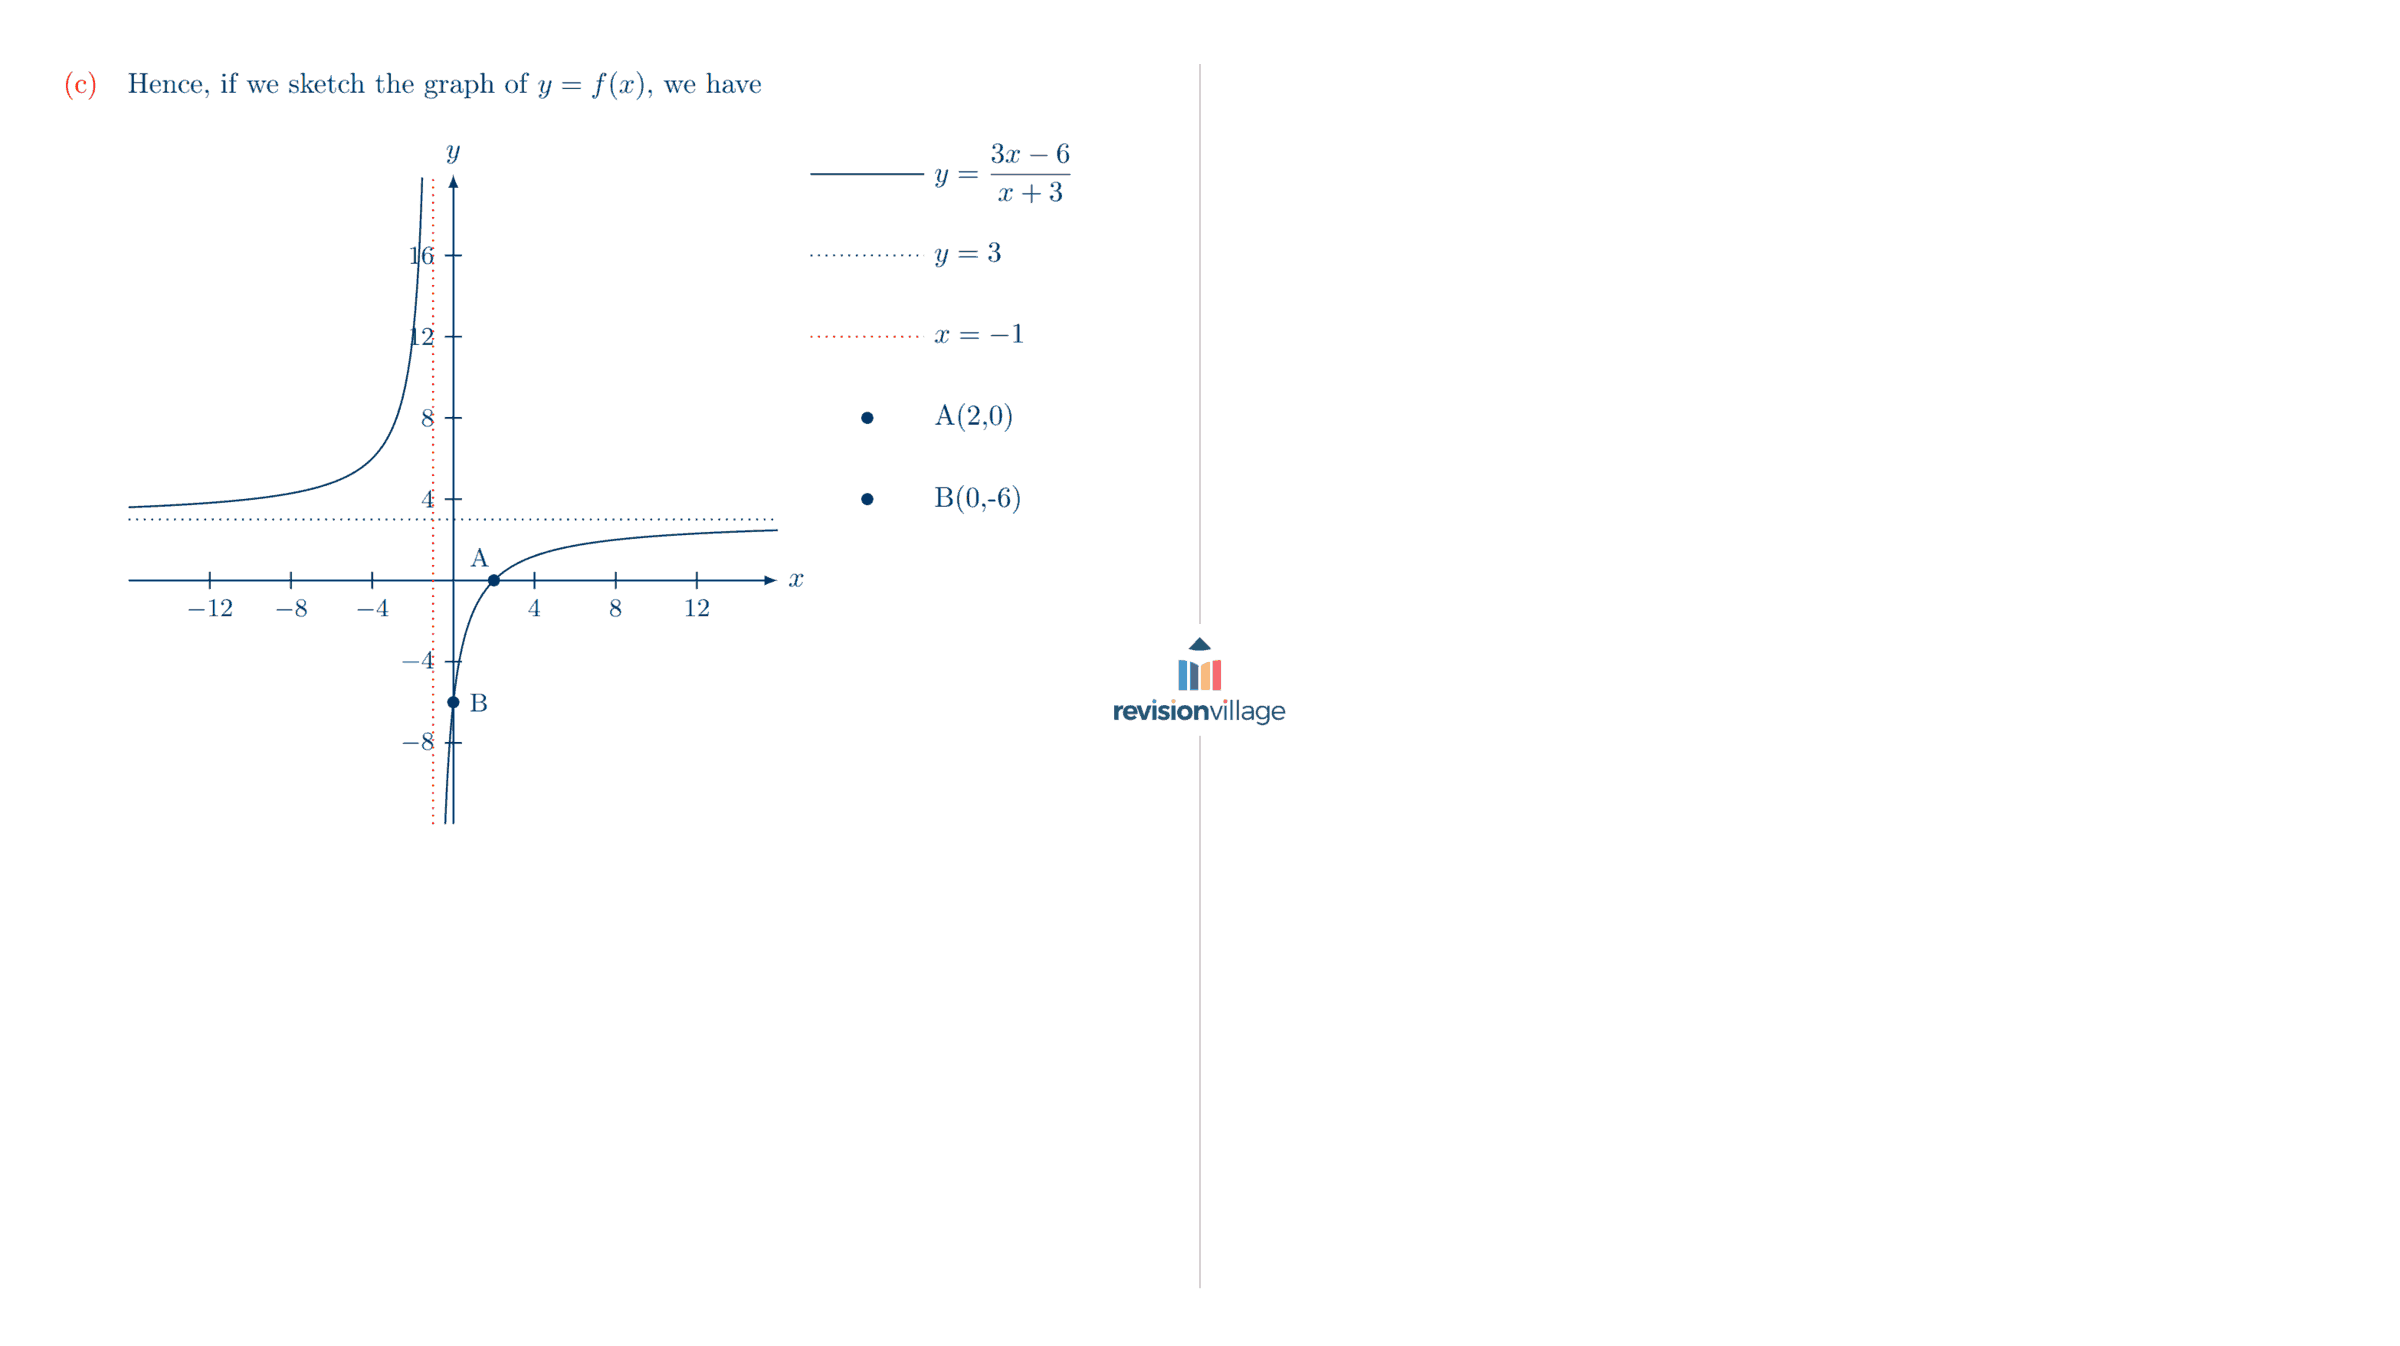 (c) Hence, if we sketch the graph of y = f(x), we have
y
y = \frac{3x − 6}{x + 3}
16
y = 3
12
x = −1
8
A(2,0)
4
B(0,-6)
A
x
−12 −8 −4 4 8 12
−4
B
−8
revisionvillage